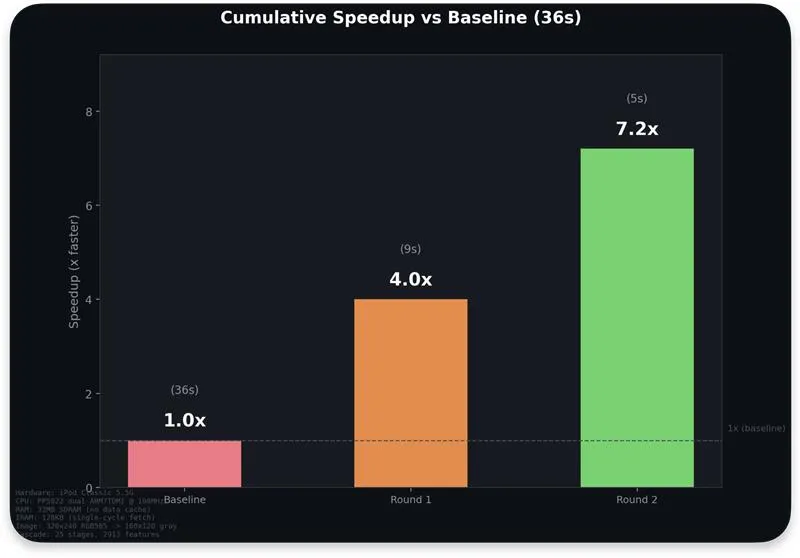 Cumulative Speedup vs Baseline (36s)
8
(5s)
7.2x
6
(9s)
4.0x
Speedup (x faster)
4
2
(36s)
1.0x
1x (baseline)
0
Baseline
Round 1
Round 2
Hardware: iPod Classic 5.5G
CPU: PP5022 dual ARM7TDMI @ 100MHz
RAM: 32MB SDRAM (no data cache)
IRAM: 128KB (single-cycle fetch)
Image: 320x240 RGB565 -> 160x120 gray
Cascade: 25 stages, 2913 features